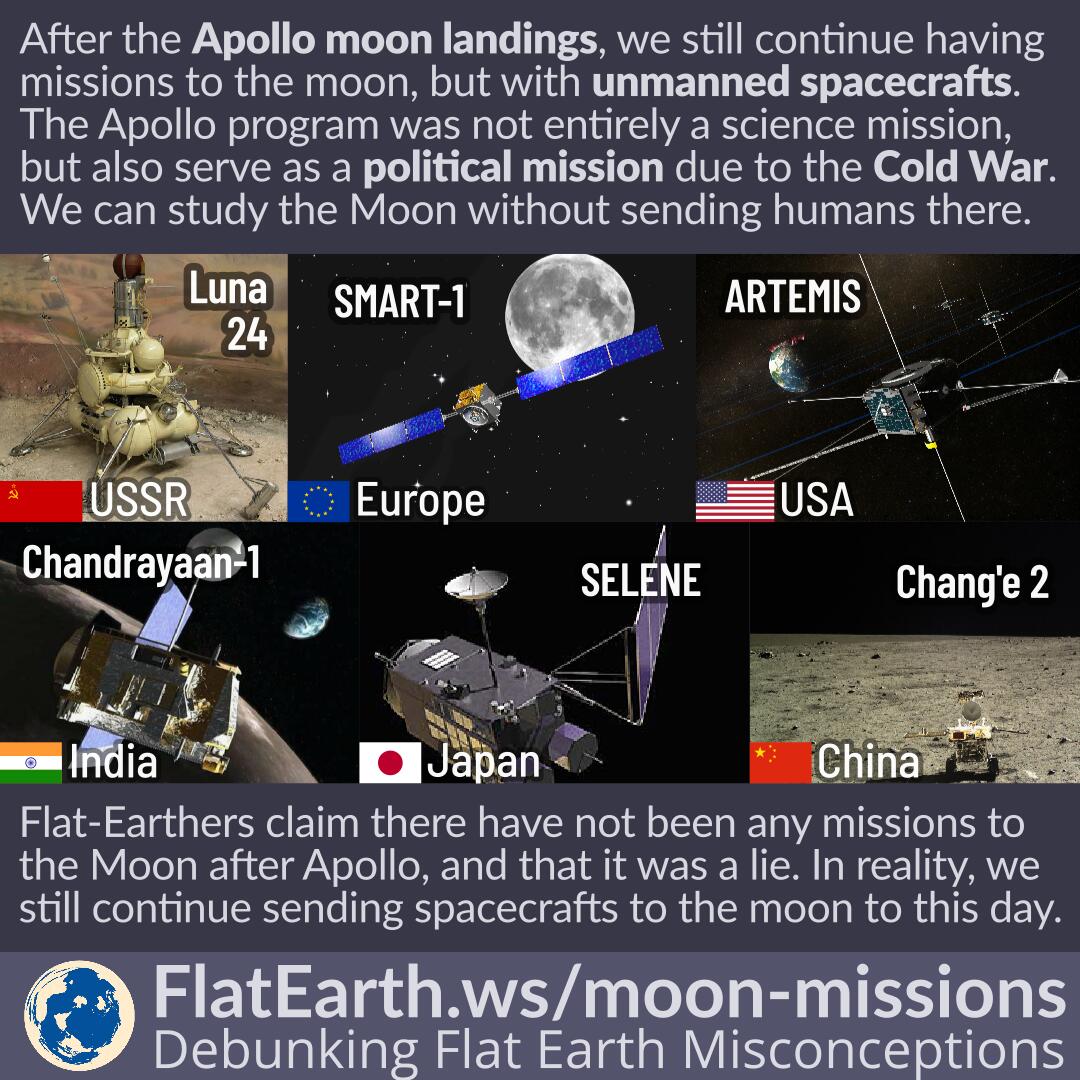 After the Apollo moon landings, we still continue having
missions to the moon, but with unmanned spacecrafts.
The Apollo program was not entirely a science mission,
but also serve as a political mission due to the Cold War.
We can study the Moon without sending humans there.
Luna
24
USSR
SMART-1
Europe
ARTEMIS
USA
Chandrayaan-1
India
SELENE
Japan
Chang'e 2
China
Flat-Earthers claim there have not been any missions to
the Moon after Apollo, and that it was a lie. In reality, we
still continue sending spacecrafts to the moon to this day.
FlatEarth.ws/moon-missions
Debunking Flat Earth Misconceptions